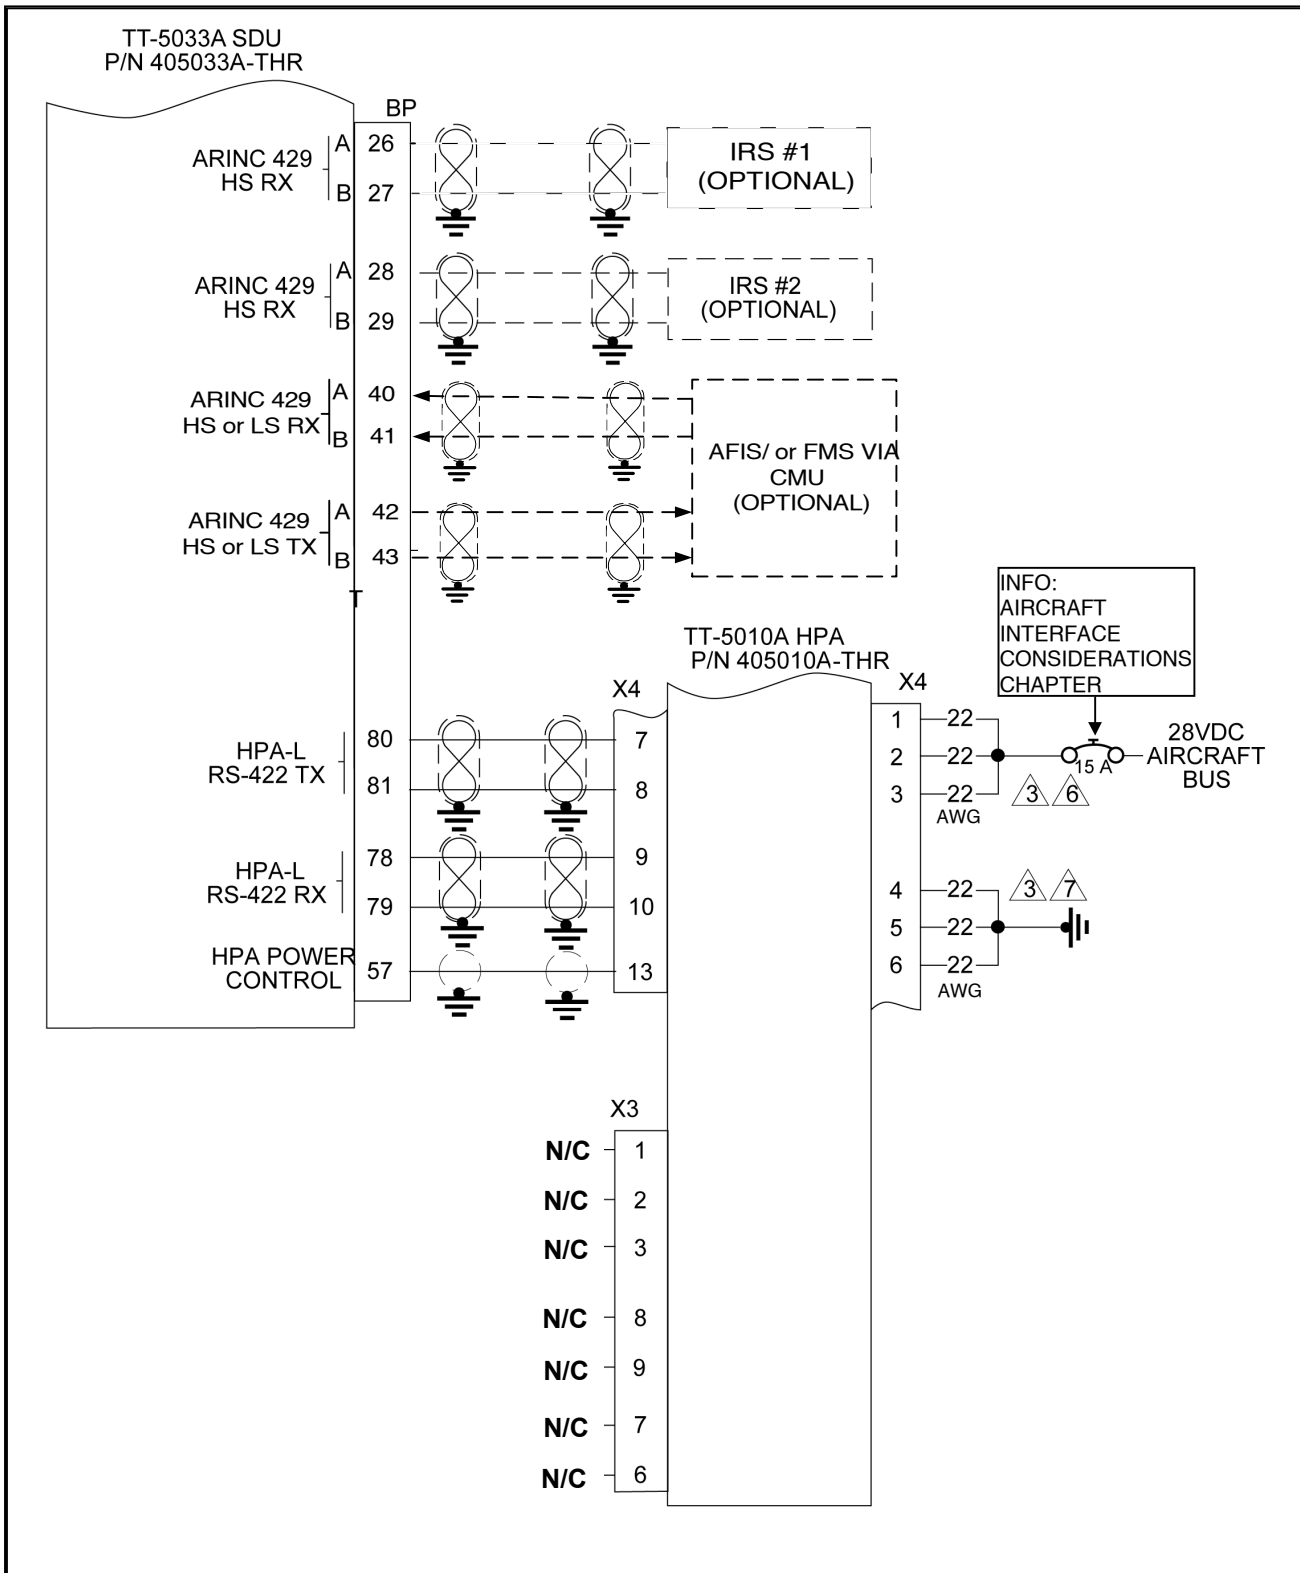 TT-5033A SDU
P/N 405033A-THR
BP
ARINC 429
HS RX
A 26
B 27
IRS #1
(OPTIONAL)
ARINC 429
HS RX
A 28
B 29
IRS #2
(OPTIONAL)
ARINC 429
HS or LS RX
A 40
B 41
AFIS/ or FMS VIA
CMU
(OPTIONAL)
ARINC 429
HS or LS TX
A 42
B 43
T
INFO:
AIRCRAFT
INTERFACE
CONSIDERATIONS
CHAPTER
TT-5010A HPA
P/N 405010A-THR
X4
X4
HPA-L
RS-422 TX
80
81
7
8
HPA-L
RS-422 RX
78
79
9
10
HPA POWER
CONTROL
57
13
1 22
2 22
3 22
AWG
15 A
3 6
28VDC
AIRCRAFT
BUS
4 22
5 22
6 22
AWG
3 7
X3
N/C 1
N/C 2
N/C 3
N/C 8
N/C 9
N/C 7
N/C 6